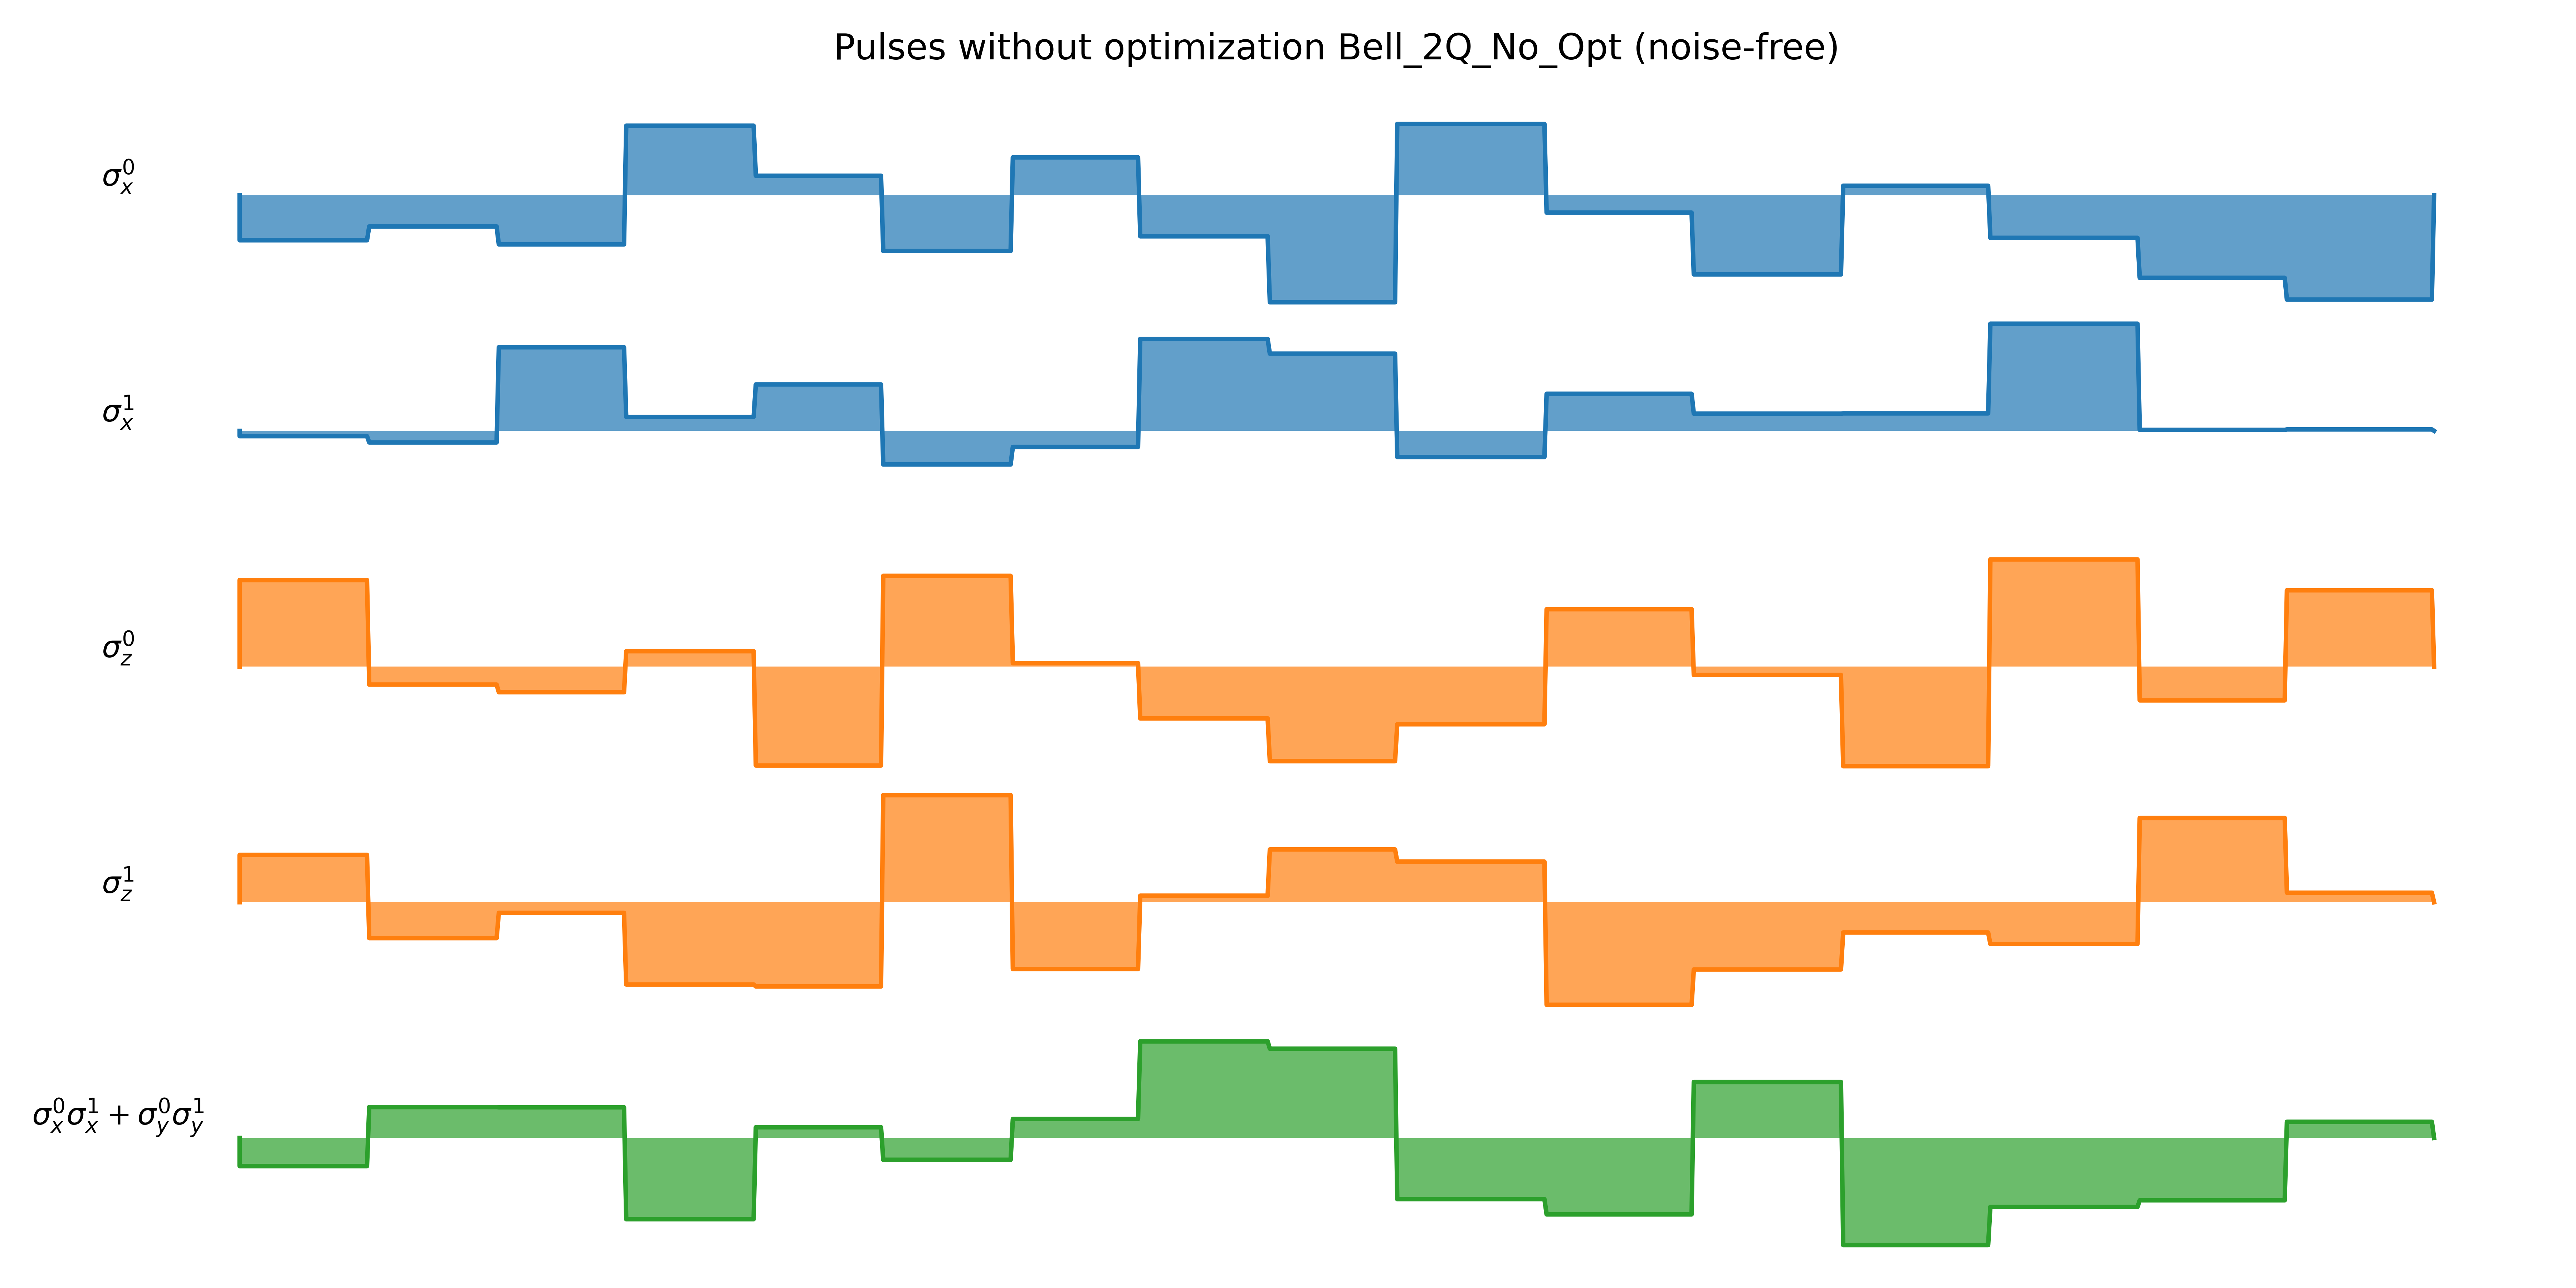 Pulses without optimization Bell_2Q_No_Opt (noise-free)
σ_x^0
σ_x^1
σ_z^0
σ_z^1
σ_x^0σ_x^1 + σ_y^0σ_y^1